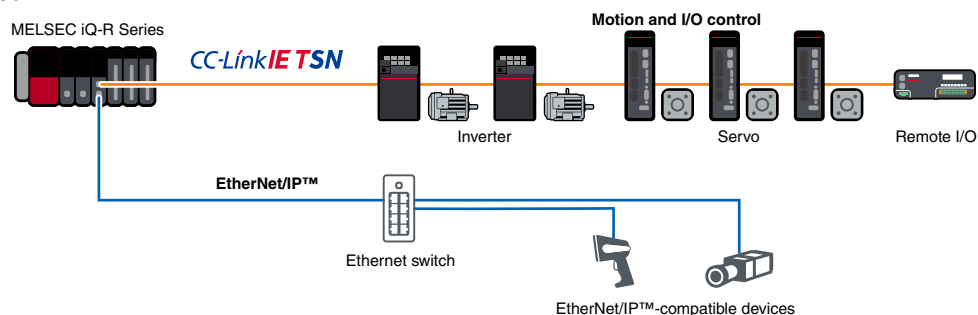 Motion and I/O control
MELSEC iQ-R Series
CC-Link IE TSN
Inverter
Servo
Remote I/O
EtherNet/IP™
Ethernet switch
EtherNet/IP™-compatible devices